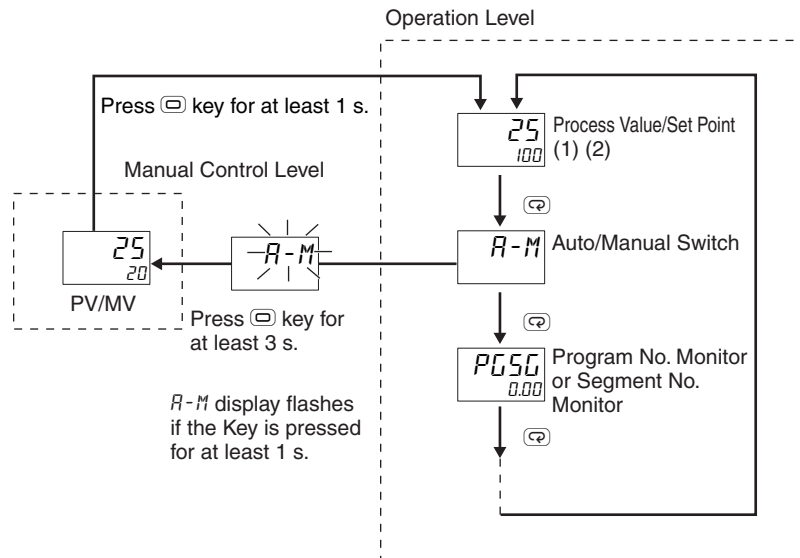 Operation Level
Press key for at least 1 s.
25
100
Process Value/Set Point
(1) (2)
Manual Control Level
A-M
Auto/Manual Switch
25
20
A-M
PV/MV
Press key for
at least 3 s.
PGSG
0.00
Program No. Monitor
or Segment No.
Monitor
A-M display flashes
if the Key is pressed
for at least 1 s.